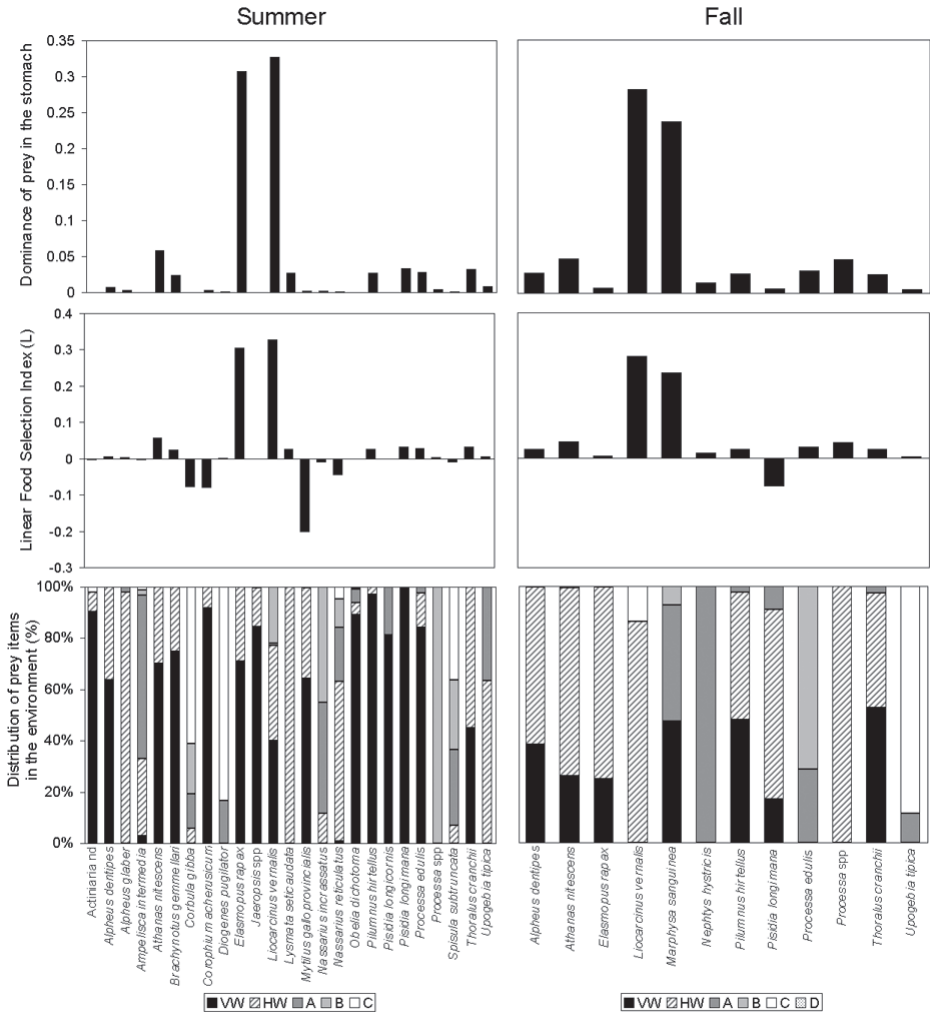 Summer
Fall
Dominance of prey in the stomach
0.35
0.3
0.25
0.2
0.15
0.1
0.05
0
Linear Food Selection Index (L)
0.4
0.3
0.2
0.1
0
-0.1
-0.2
-0.3
Distribution of prey items
in the environment (%)
100%
80%
60%
40%
20%
0%
Actiniaria nd
Alpheus dentipes
Alpheus glaber
Ampelisca intermedia
Athanas nitescens
Brachynotus gemmellari
Corbula gibba
Corophium acherusicum
Diogenes pugilator
Elasmopus rapax
Jaeropsis spp
Liocarcinus vernalis
Lysmata seticaudata
Mytilus galloprovincialis
Nassarius incrassatus
Nassarius reticulatus
Obelia dichotoma
Pilumnus hirtellus
Pisidia longicornis
Pisidia longimana
Processa edulis
Processa spp
Spisula subtruncata
Thoralus cranchii
Upogebia tipica
Alpheus dentipes
Athanas nitescens
Elasmopus rapax
Liocarcinus vernalis
Marphysa sanguinea
Nephtys hystricis
Pilumnus hirtellus
Pisidia longimana
Processa edulis
Processa spp
Thoralus cranchii
Upogebia tipica
VW HW A B C
VW HW A B C D